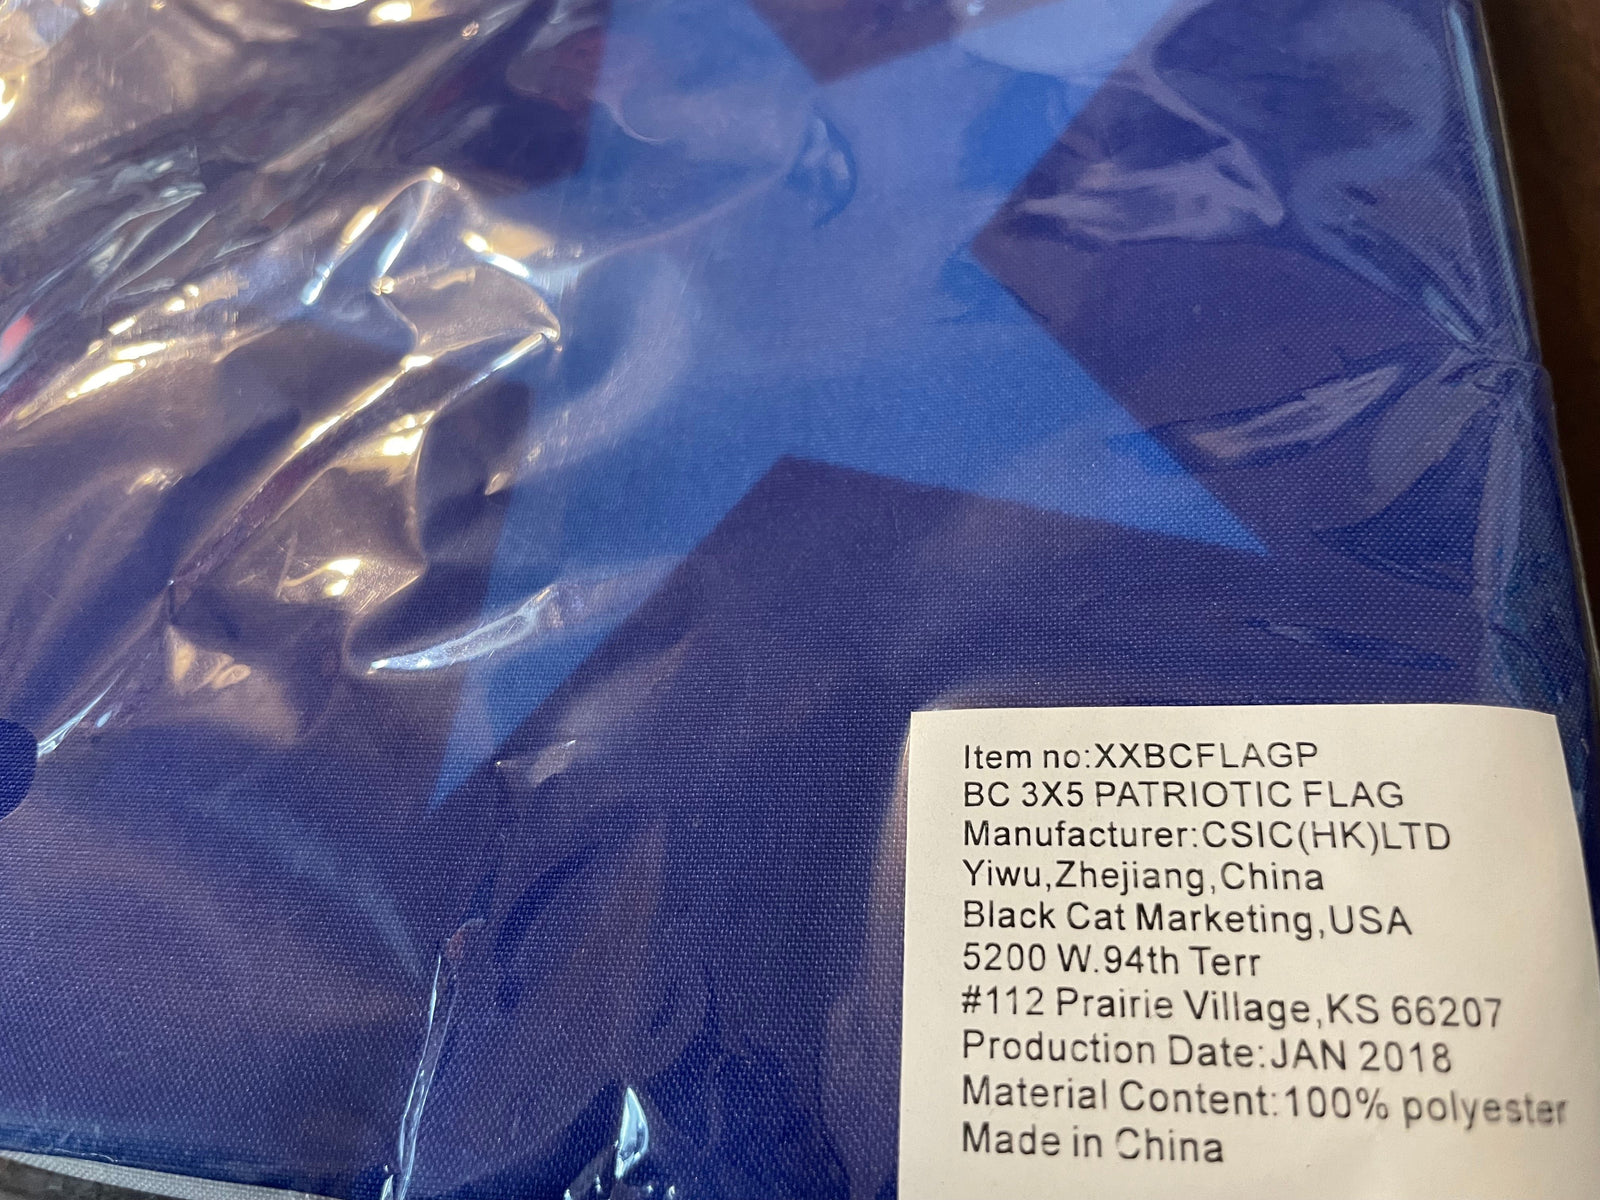 Item no:XXBCFLAGP
BC 3X5 PATRIOTIC FLAG
Manufacturer:CSIC(HK)LTD
Yiwu,Zhejiang,China
Black Cat Marketing,USA
5200 W.94th Terr
#112 Prairie Village,KS 66207
Production Date:JAN 2018
Material Content:100% polyester
Made in China